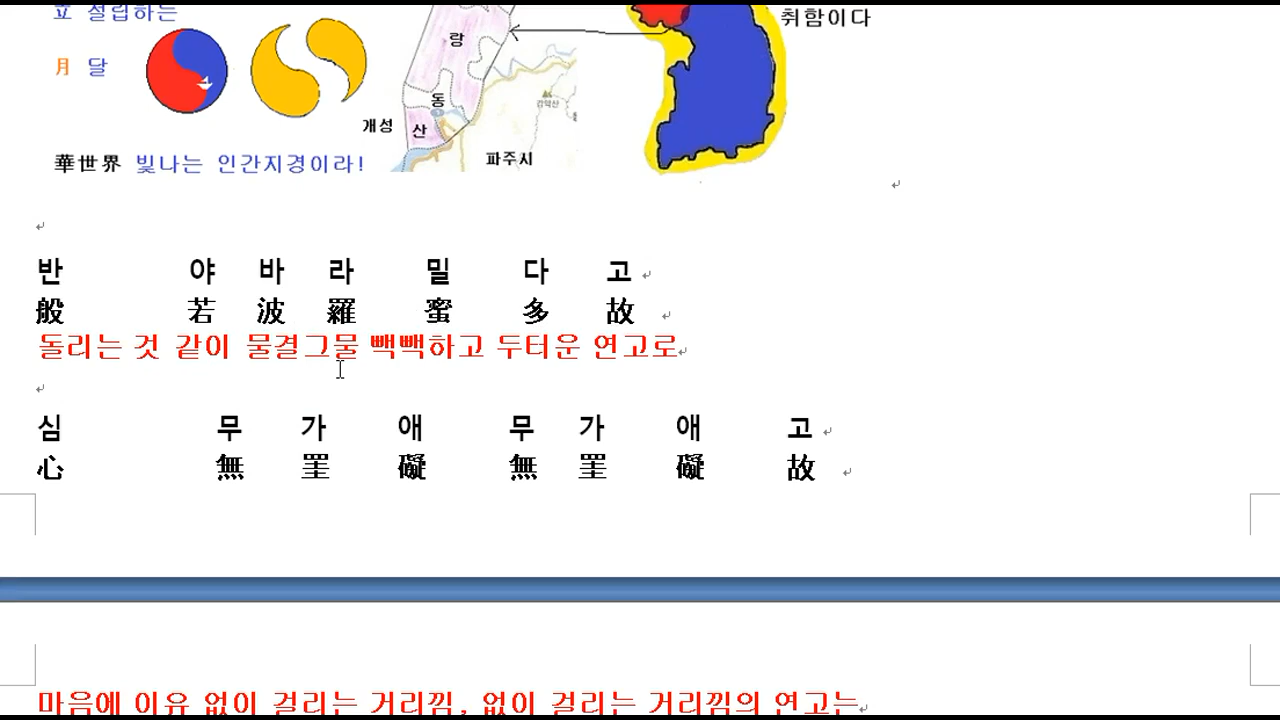 立 설립하는
취함이다
랑
月 달
동
감악산
개성
산
파주시
華世界 빛나는 인간지경이라!
반 야 바 라 밀 다 고
般 若 波 羅 蜜 多 故
돌리는 것 같이 물결그물 빽빽하고 두터운 연고로
심 무 가 애 무 가 애 고
心 無 罣 礙 無 罣 礙 故
마음에 이유 없이 걸리는 거리낌, 없이 걸리는 거리낌의 연고는